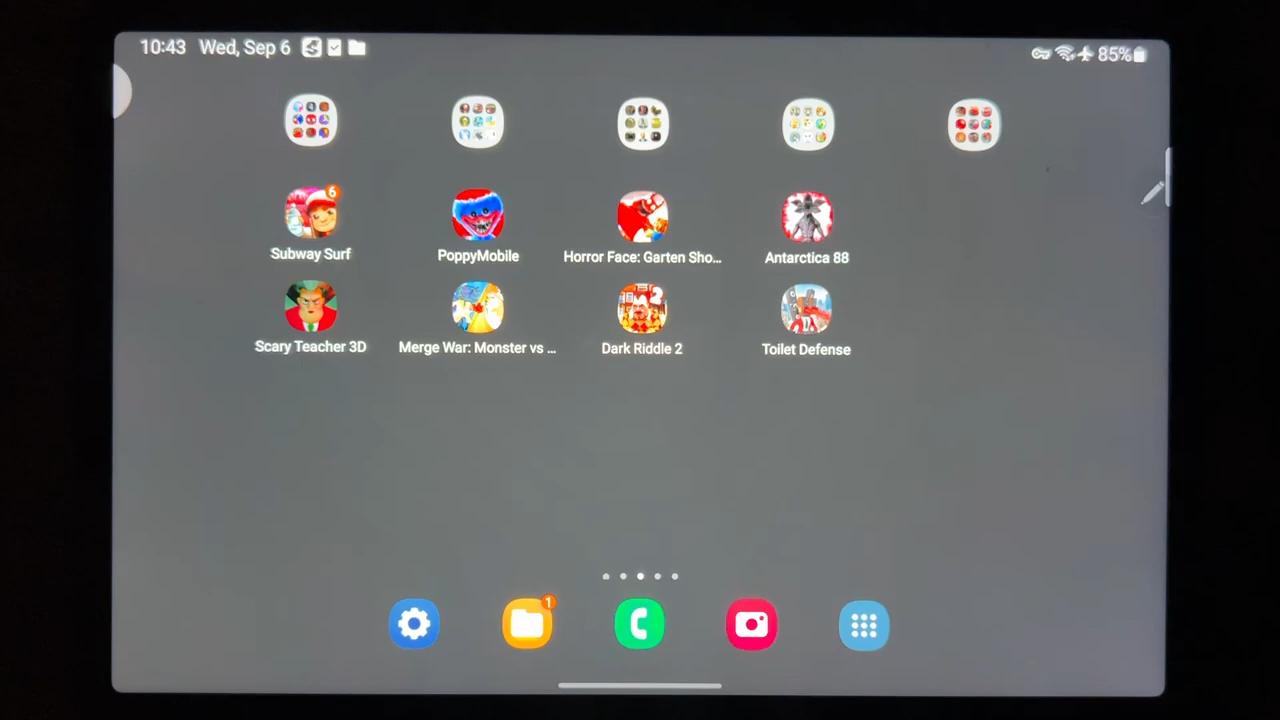 10:43 Wed, Sep 6 85%
6
Subway Surf PoppyMobile Horror Face: Garten Sho... Antarctica 88
2
Scary Teacher 3D Merge War: Monster vs ... Dark Riddle 2 Toilet Defense
1